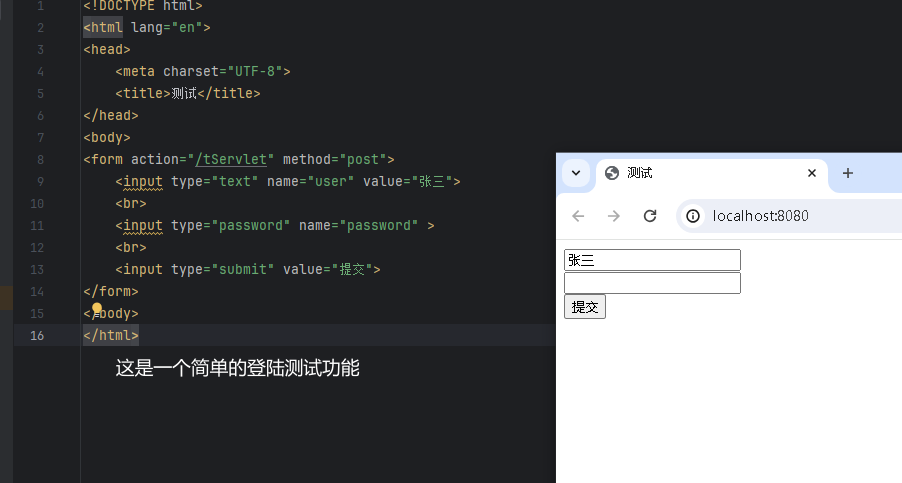 1 <!DOCTYPE html>
2 <html lang="en">
3 <head>
4 <meta charset="UTF-8">
5 <title>测试</title>
6 </head>
7 <body>
8 <form action="/tServlet" method="post">
9 <input type="text" name="user" value="张三">
10 <br>
11 <input type="password" name="password" >
12 <br>
13 <input type="submit" value="提交">
14 </form>
15 </body>
16 </html>
这是一个简单的登陆测试功能
测试
localhost:8080
张三
提交